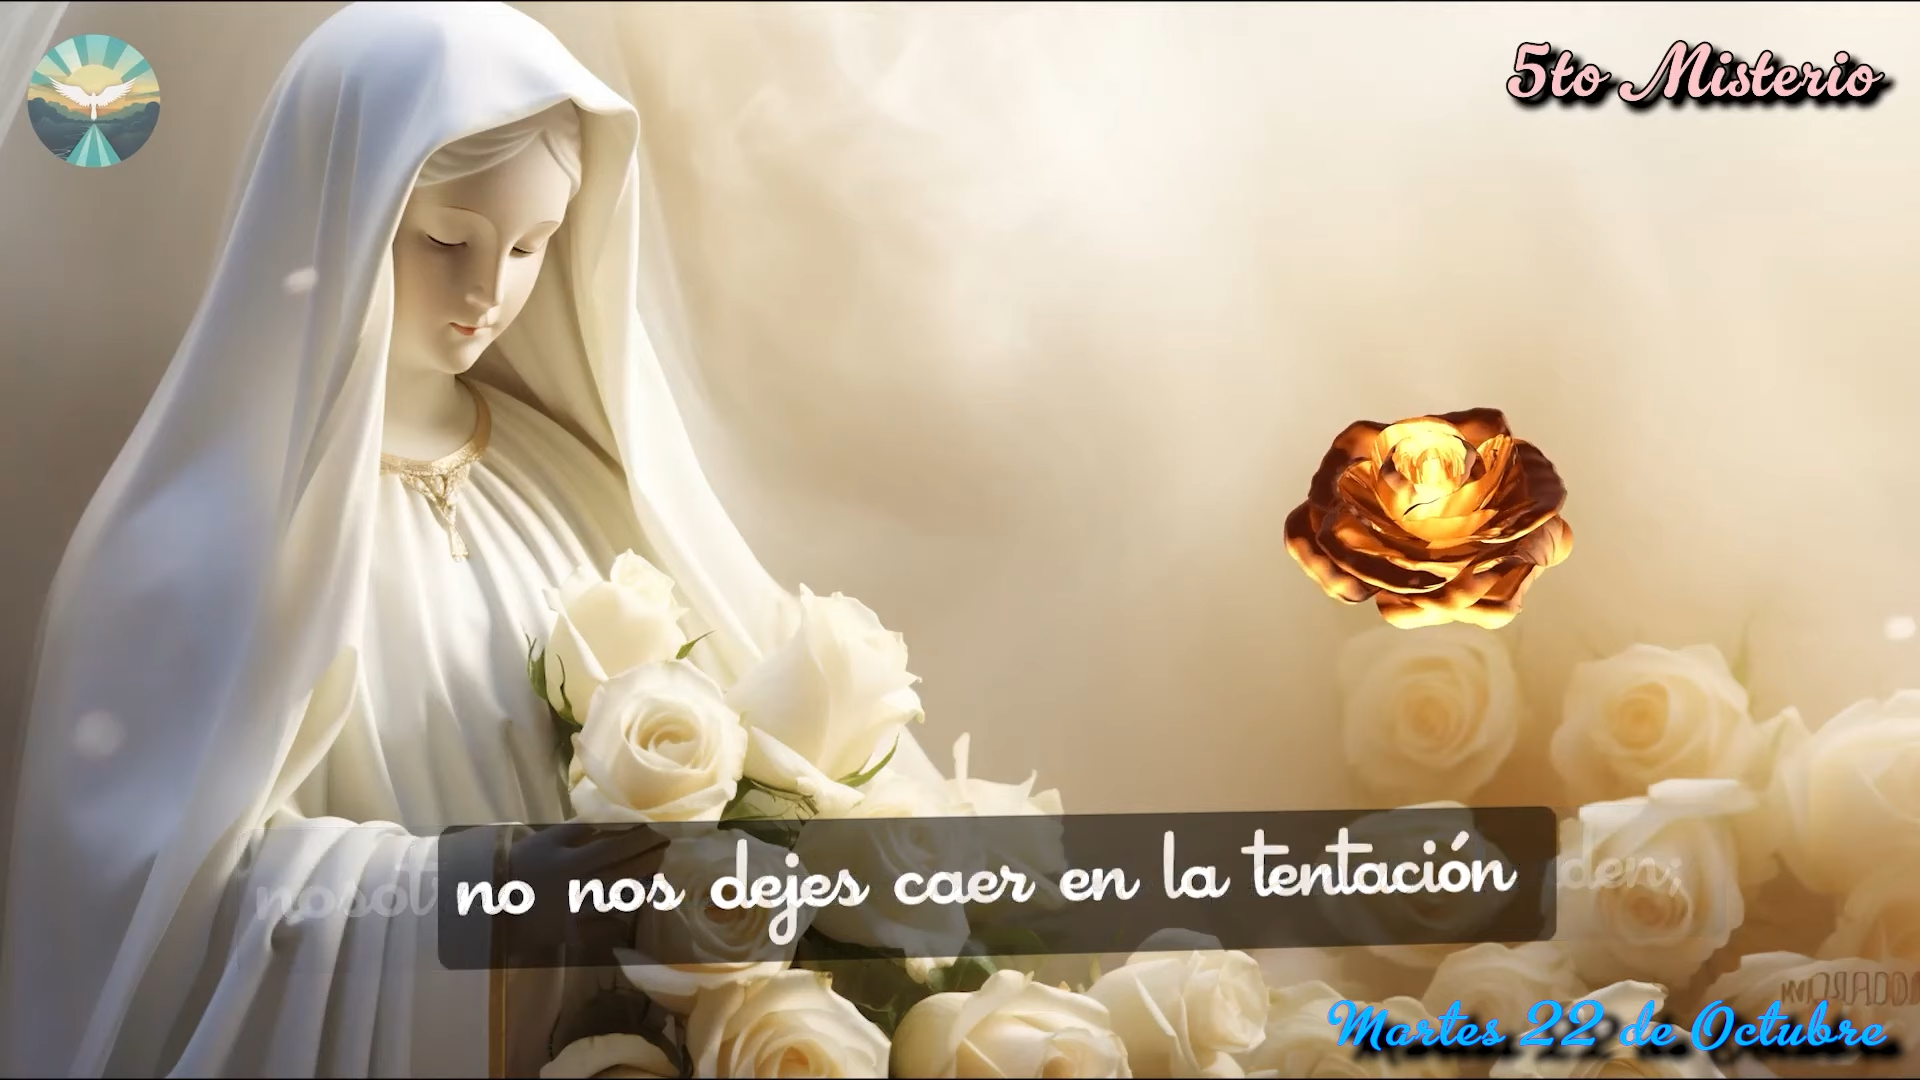 5to Misterio
no nos dejes caer en la tentación
Martes 22 de Octubre